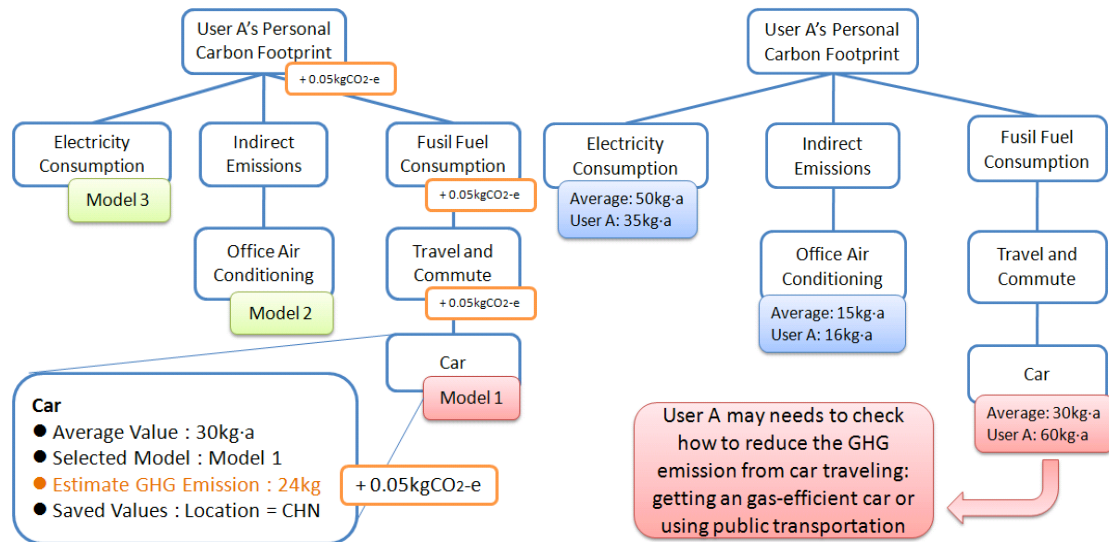 User A's Personal
Carbon Footprint
+ 0.05kgCO2-e
Electricity
Consumption
Model 3
Indirect
Emissions
Fusil Fuel
Consumption
+ 0.05kgCO2-e
Office Air
Conditioning
Model 2
Travel and
Commute
+ 0.05kgCO2-e
Car
Model 1
Car
● Average Value : 30kg·a
● Selected Model : Model 1
● Estimate GHG Emission : 24kg
● Saved Values : Location = CHN
+ 0.05kgCO2-e
User A's Personal
Carbon Footprint
Electricity
Consumption
Average: 50kg·a
User A: 35kg·a
Indirect
Emissions
Fusil Fuel
Consumption
Office Air
Conditioning
Average: 15kg·a
User A: 16kg·a
Travel and
Commute
Car
Average: 30kg·a
User A: 60kg·a
User A may needs to check
how to reduce the GHG
emission from car traveling:
getting an gas-efficient car or
using public transportation